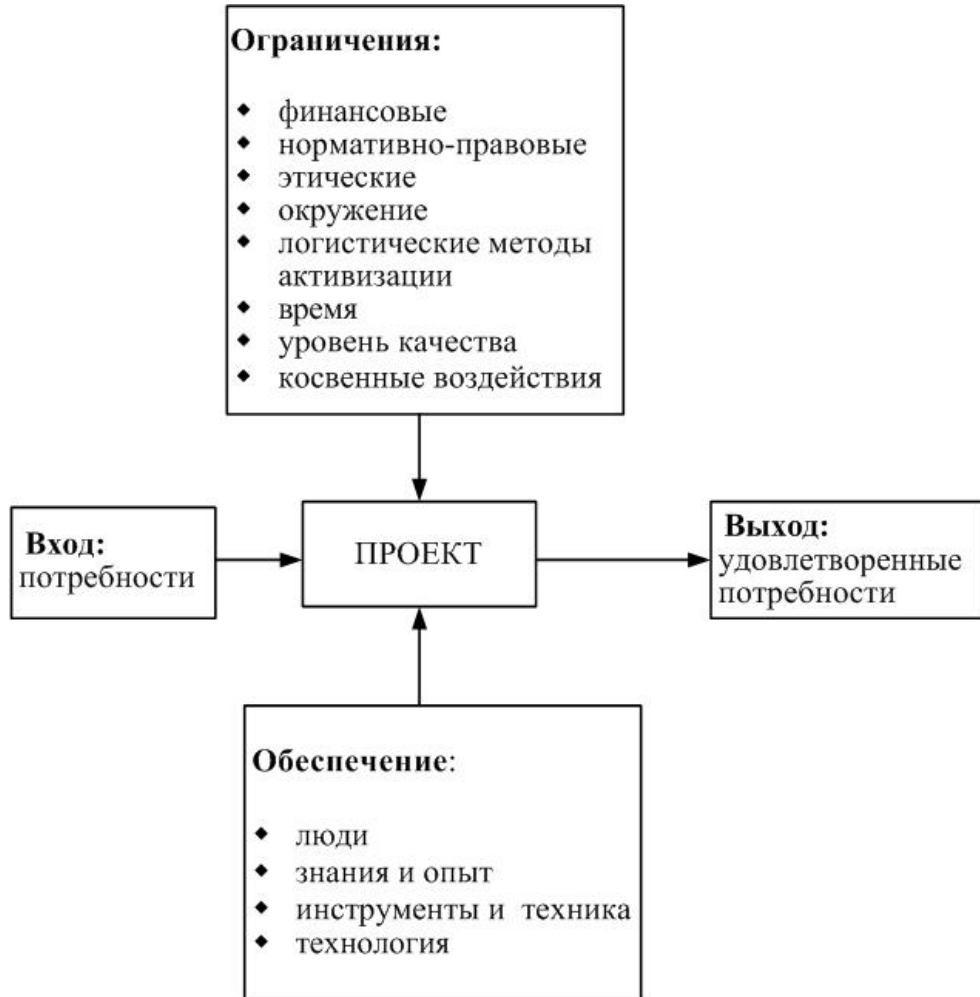 Ограничения:
финансовые
нормативно-правовые
этические
окружение
логистические методы
активизации
время
уровень качества
косвенные воздействия
Вход:
потребности
ПРОЕКТ
Выход:
удовлетворенные
потребности
Обеспечение:
люди
знания и опыт
инструменты и техника
технология